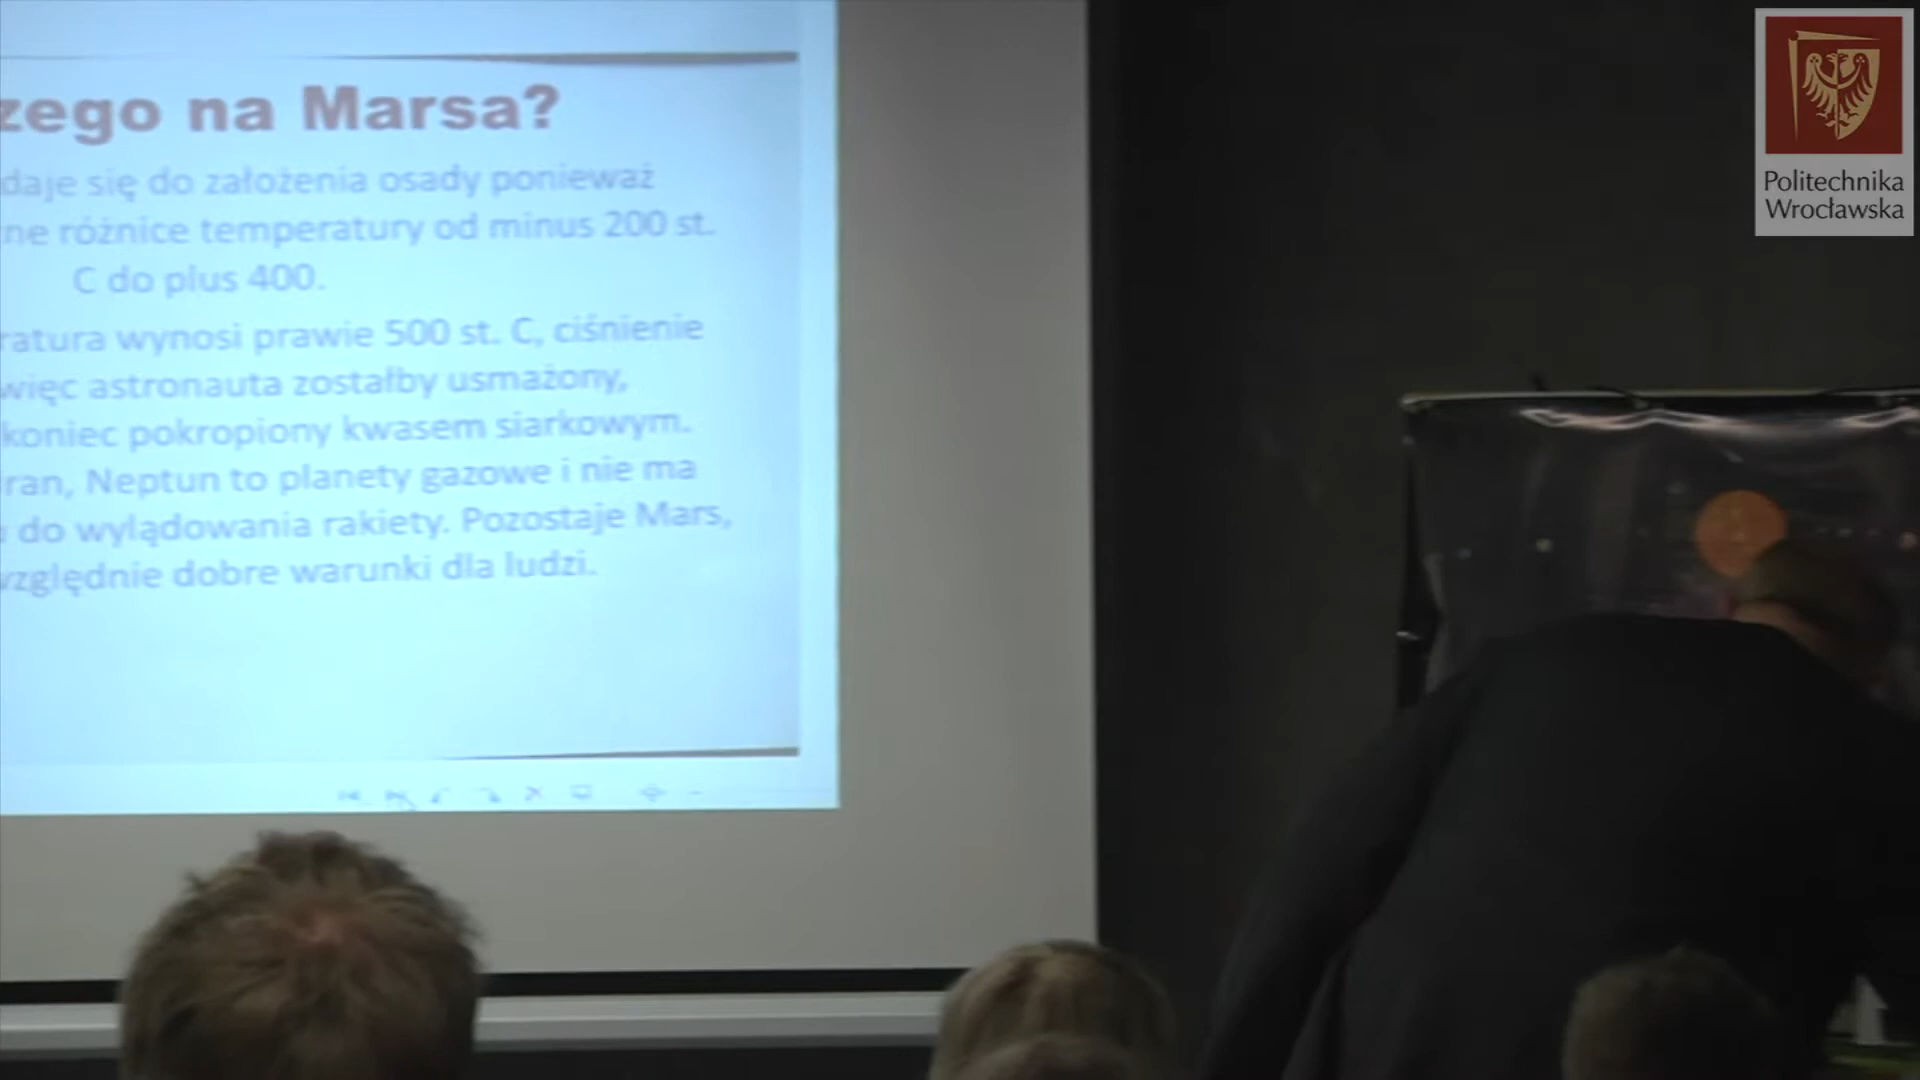 zego na Marsa?
daje się do założenia osady ponieważ
ne różnice temperatury od minus 200 st.
C do plus 400.
ratura wynosi prawie 500 st. C, ciśnienie
więc astronauta zostałby usmażony,
koniec pokropiony kwasem siarkowym.
ran, Neptun to planety gazowe i nie ma
do wylądowania rakiety. Pozostaje Mars,
względnie dobre warunki dla ludzi.
Politechnika
Wrocławska